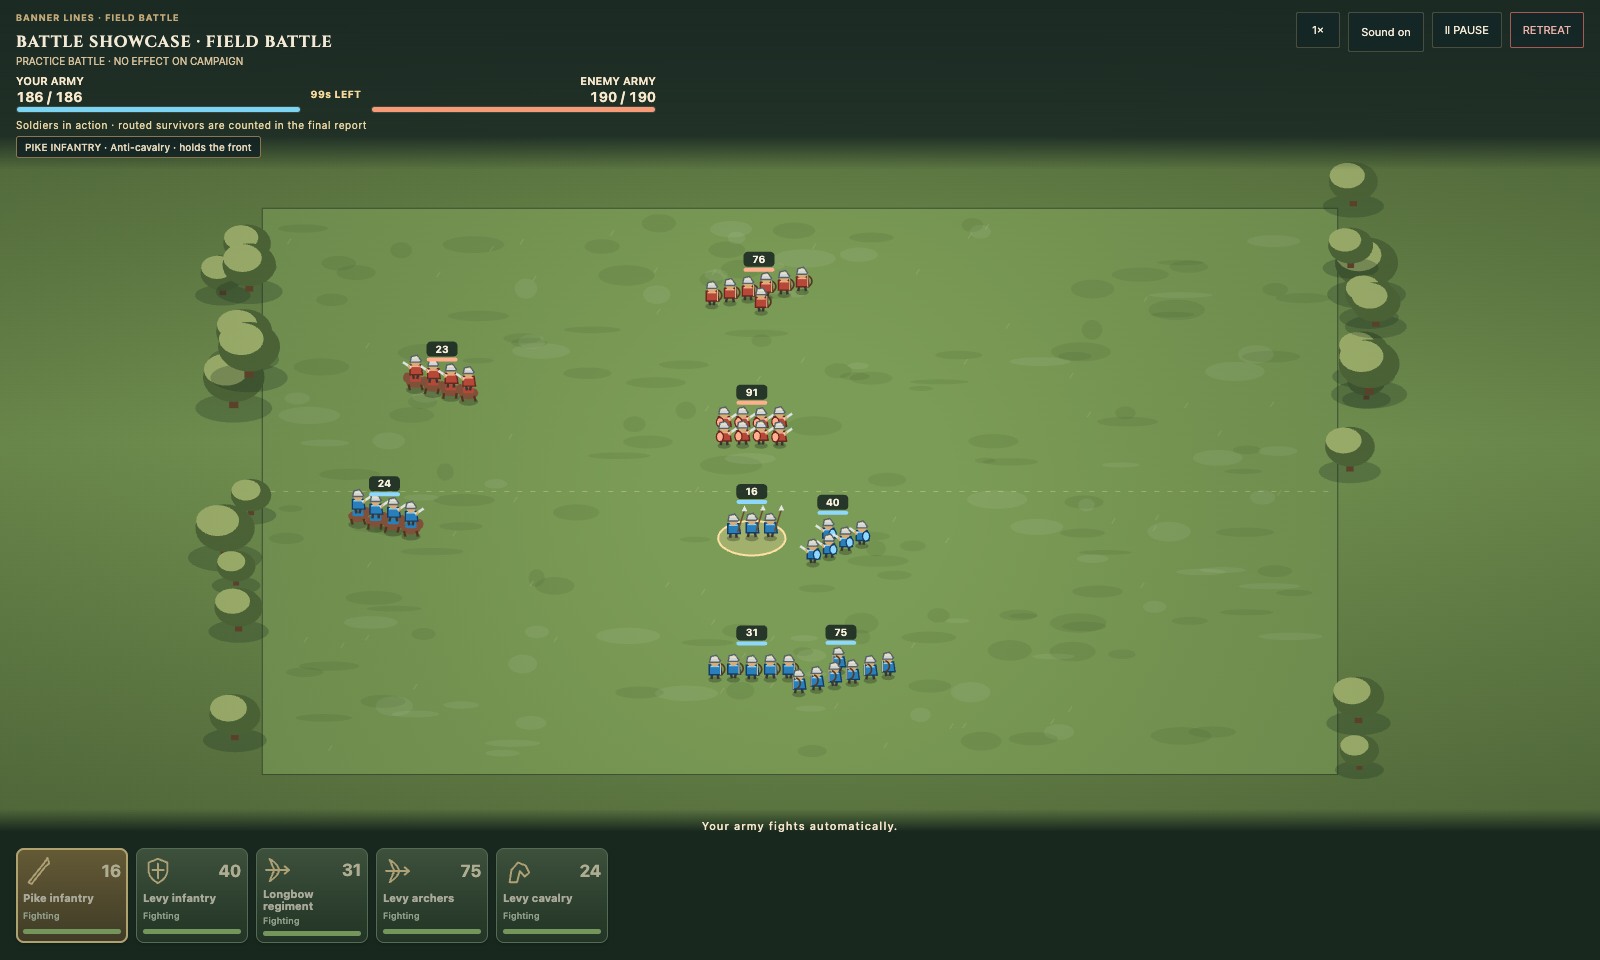 BANNER LINES · FIELD BATTLE
BATTLE SHOWCASE · FIELD BATTLE
PRACTICE BATTLE · NO EFFECT ON CAMPAIGN
YOUR ARMY
186 / 186
99s LEFT
ENEMY ARMY
190 / 190
Soldiers in action · routed survivors are counted in the final report
PIKE INFANTRY · Anti-cavalry · holds the front
1×
Sound on
II PAUSE
RETREAT
76
23
91
24
16
40
31
75
Your army fights automatically.
16
Pike infantry
Fighting
40
Levy infantry
Fighting
31
Longbow
regiment
Fighting
75
Levy archers
Fighting
24
Levy cavalry
Fighting